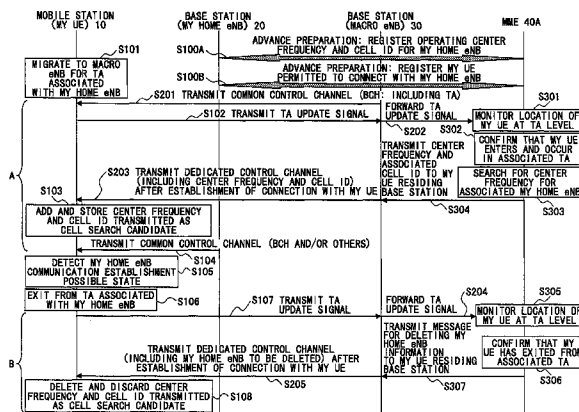 MOBILE STATION
(MY UE) 10
BASE STATION
(MY HOME eNB) 20
BASE STATION
(MACRO eNB) 30
MME 40A
S101
S100A
ADVANCE PREPARATION: REGISTER OPERATING CENTER
FREQUENCY AND CELL ID FOR MY HOME eNB
MIGRATE TO MACRO
eNB FOR TA
ASSOCIATED
WITH MY HOME eNB
S100B
ADVANCE PREPARATION: REGISTER MY UE
PERMITTED TO CONNECT WITH MY HOME eNB
S201 TRANSMIT COMMON CONTROL CHANNEL (BCH: INCLUDING TA)
S102 TRANSMIT TA UPDATE SIGNAL
FORWARD TA
UPDATE SIGNAL
S301
MONITOR LOCATION OF
MY UE AT TA LEVEL
S202
S302
CONFIRM THAT MY UE
ENTERS AND OCCUR
IN ASSOCIATED TA
TRANSMIT CENTER
FREQUENCY AND
ASSOCIATED
CELL ID TO MY
UE RESIDING
BASE STATION
A
S203
TRANSMIT DEDICATED CONTROL CHANNEL
(INCLUDING CENTER FREQUENCY AND CELL ID)
AFTER ESTABLISHMENT OF CONNECTION WITH MY UE
SEARCH FOR CENTER
FREQUENCY FOR
ASSOCIATED MY HOME eNB
S103
S304
S303
ADD AND STORE CENTER FREQUENCY
AND CELL ID TRANSMITTED AS
CELL SEARCH CANDIDATE
S104
TRANSMIT COMMON CONTROL CHANNEL (BCH AND/OR OTHERS)
DETECT MY HOME eNB
COMMUNICATION ESTABLISHMENT
POSSIBLE STATE
S105
EXIT FROM TA ASSOCIATED
WITH MY HOME eNB
S106
S107 TRANSMIT TA
UPDATE SIGNAL
FORWARD TA
UPDATE SIGNAL
S204
S305
MONITOR LOCATION OF
MY UE AT TA LEVEL
B
TRANSMIT DEDICATED CONTROL CHANNEL
(INCLUDING MY HOME eNB TO BE DELETED) AFTER
ESTABLISHMENT OF CONNECTION WITH MY UE
TRANSMIT MESSAGE
FOR DELETING MY
HOME eNB
INFORMATION
TO MY UE RESIDING
BASE STATION
CONFIRM THAT MY
UE HAS EXITED FROM
ASSOCIATED TA
S205
S307
S306
DELETE AND DISCARD CENTER
FREQUENCY AND CELL ID TRANSMITTED
AS CELL SEARCH CANDIDATE
S108